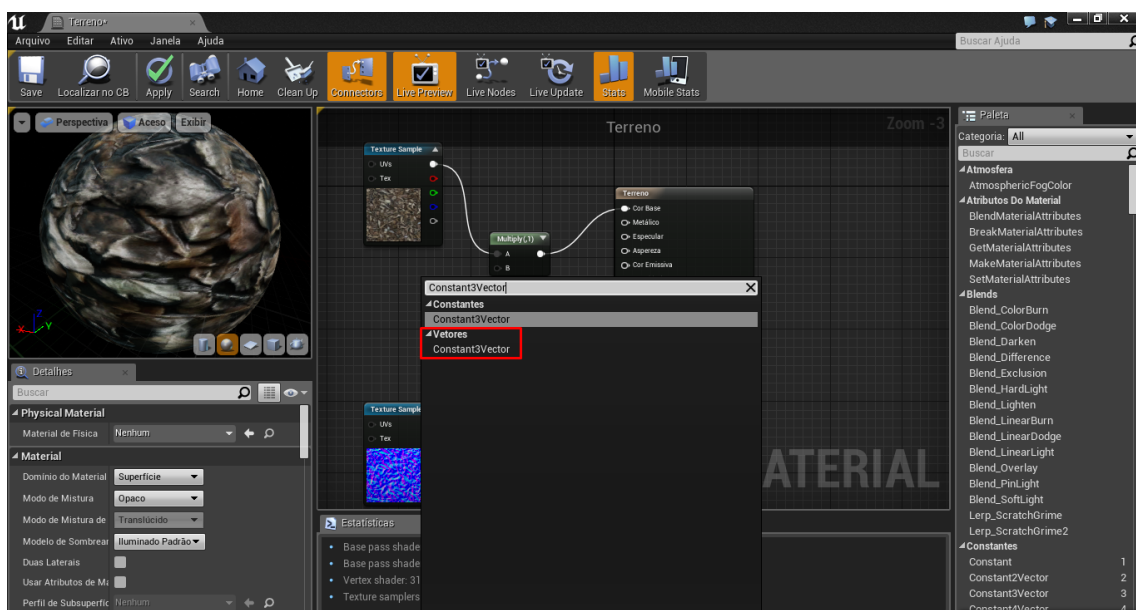 Terreno•
Arquivo Editar Ativo Janela Ajuda
Buscar Ajuda
Save Localizar no CB Apply Search Home Clean Up Connectors Live Preview Live Nodes Live Update Stats Mobile Stats
Perspectiva Aceso Exibir
Terreno
Zoom -3
Texture Sample
UVs
Tex
Multiply(,1)
A
B
Terreno
Cor Base
Metálico
Especular
Aspereza
Cor Emissiva
Constant3Vector
Constantes
Constant3Vector
Vetores
Constant3Vector
Texture Sample
UVs
Tex
MATERIAL
Z
X
Y
Detalhes
Buscar
Physical Material
Material de Física Nenhum
Material
Domínio do Material Superfície
Modo de Mistura Opaco
Modo de Mistura de Translúcido
Modelo de Sombrear Iluminado Padrão
Duas Laterais
Usar Atributos de Ma
Perfil de Subsuperfíc Nenhum
Estatísticas
Base pass shade
Base pass shade
Vertex shader: 31
Texture samplers
Paleta
Categoria: All
Buscar
Atmosfera
AtmosphericFogColor
Atributos Do Material
BlendMaterialAttributes
BreakMaterialAttributes
GetMaterialAttributes
MakeMaterialAttributes
SetMaterialAttributes
Blends
Blend_ColorBurn
Blend_ColorDodge
Blend_Darken
Blend_Difference
Blend_Exclusion
Blend_HardLight
Blend_Lighten
Blend_LinearBurn
Blend_LinearDodge
Blend_LinearLight
Blend_Overlay
Blend_PinLight
Blend_SoftLight
Lerp_ScratchGrime
Lerp_ScratchGrime2
Constantes
Constant 1
Constant2Vector 2
Constant3Vector 3
Constant4Vector 4